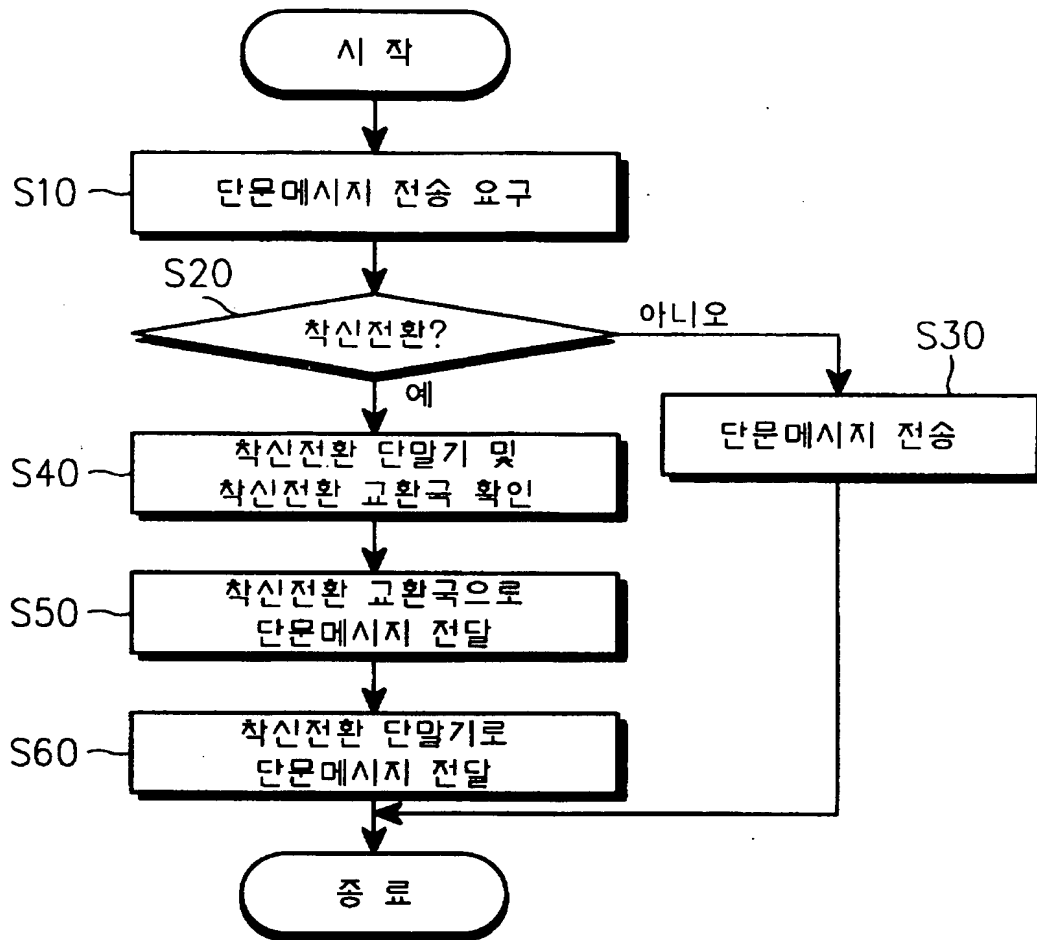 시 작
S10
단문메시지 전송 요구
S20
착신전환?
아니오
예
S30
단문메시지 전송
S40
착신전환 단말기 및
착신전환 교환국 확인
S50
착신전환 교환국으로
단문메시지 전달
S60
착신전환 단말기로
단문메시지 전달
종 료